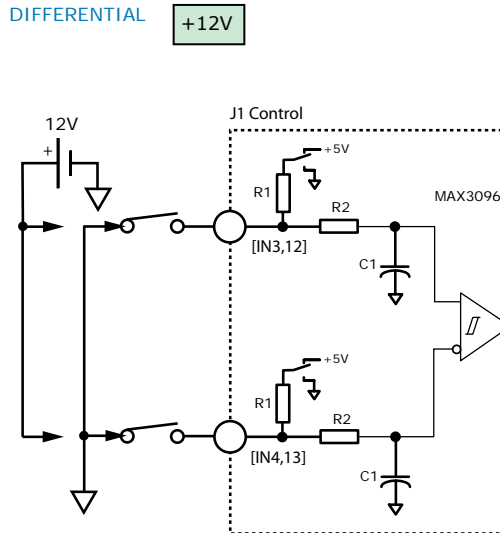 DIFFERENTIAL
+12V
J1 Control
12V
+
+5V
R1
R2
MAX3096
[IN3,12]
C1
+5V
R1
R2
[IN4,13]
C1